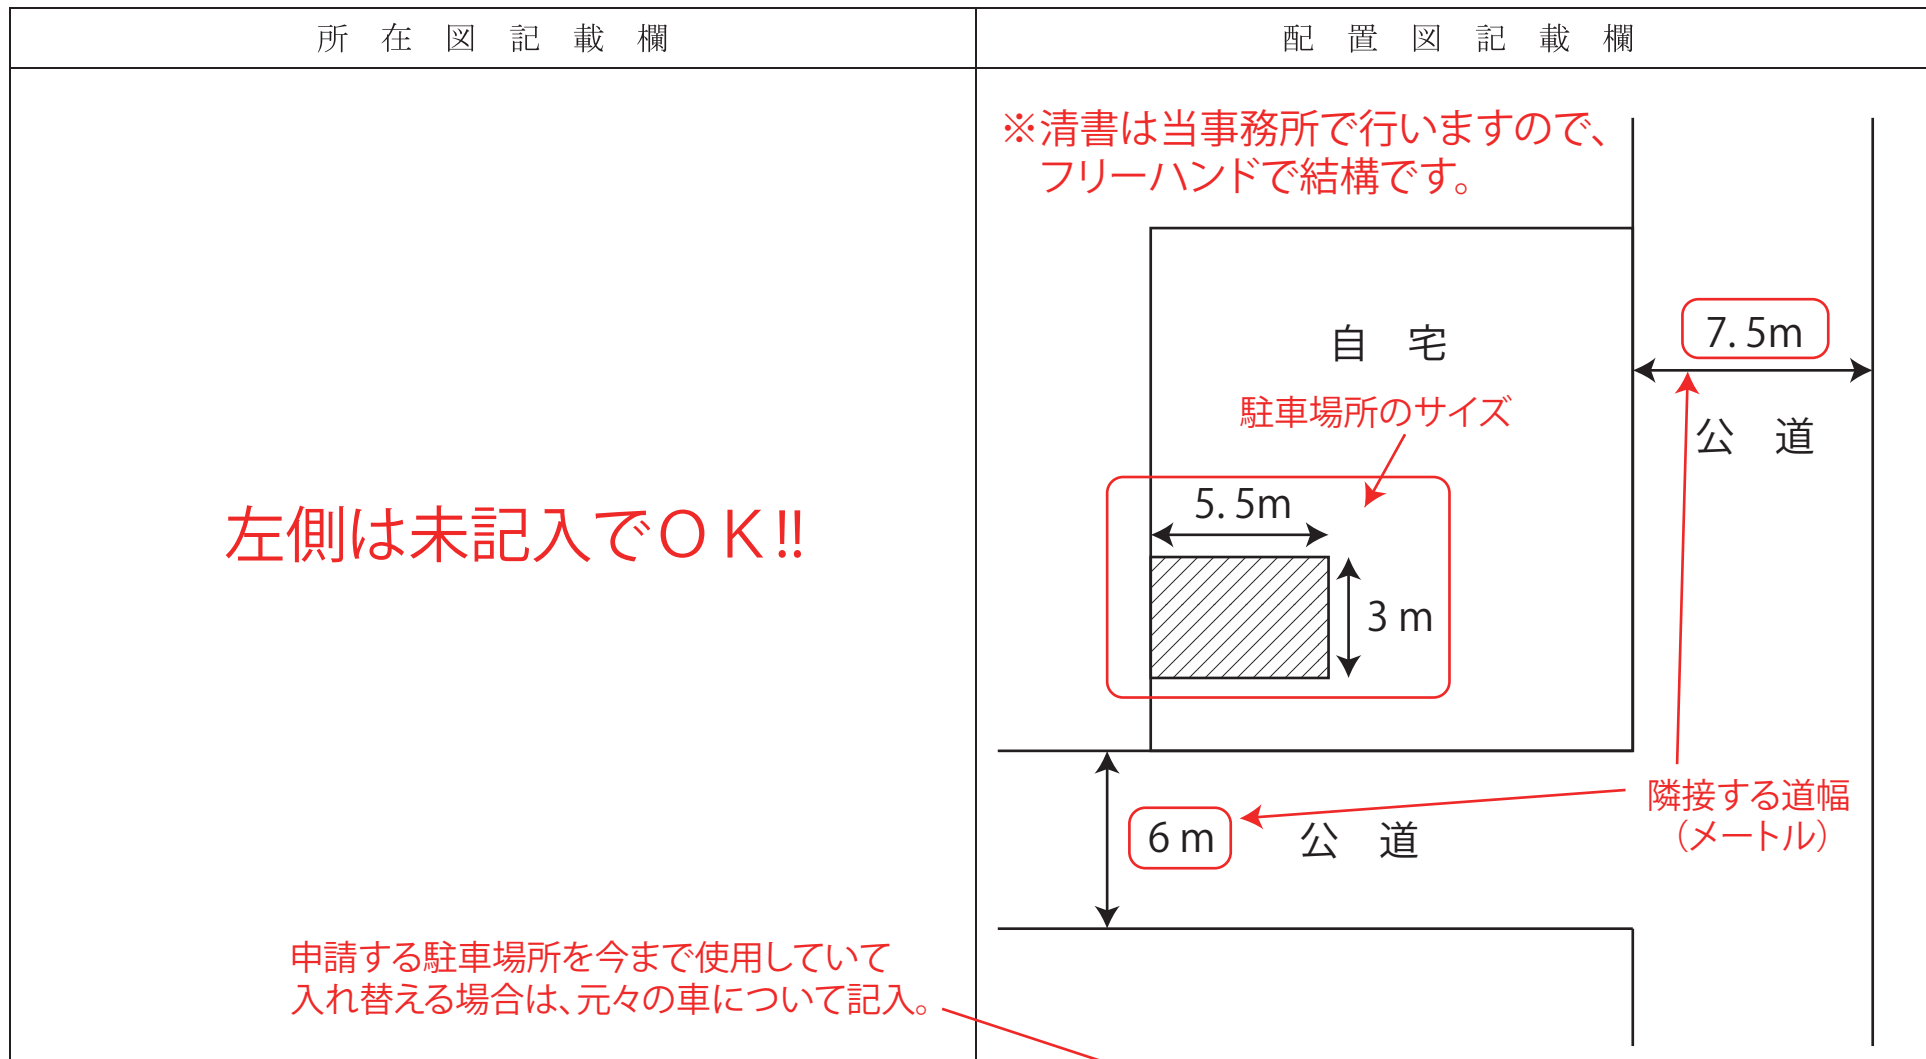 所在図記載欄
配置図記載欄
※清書は当事務所で行いますので、
フリーハンドで結構です。
自 宅
7. 5m
駐車場所のサイズ
公 道
5. 5m
左側は未記入でＯＫ!!
3 m
隣接する道幅
（メートル）
6 m
公 道
申請する駐車場所を今まで使用していて
入れ替える場合は、元々の車について記入。